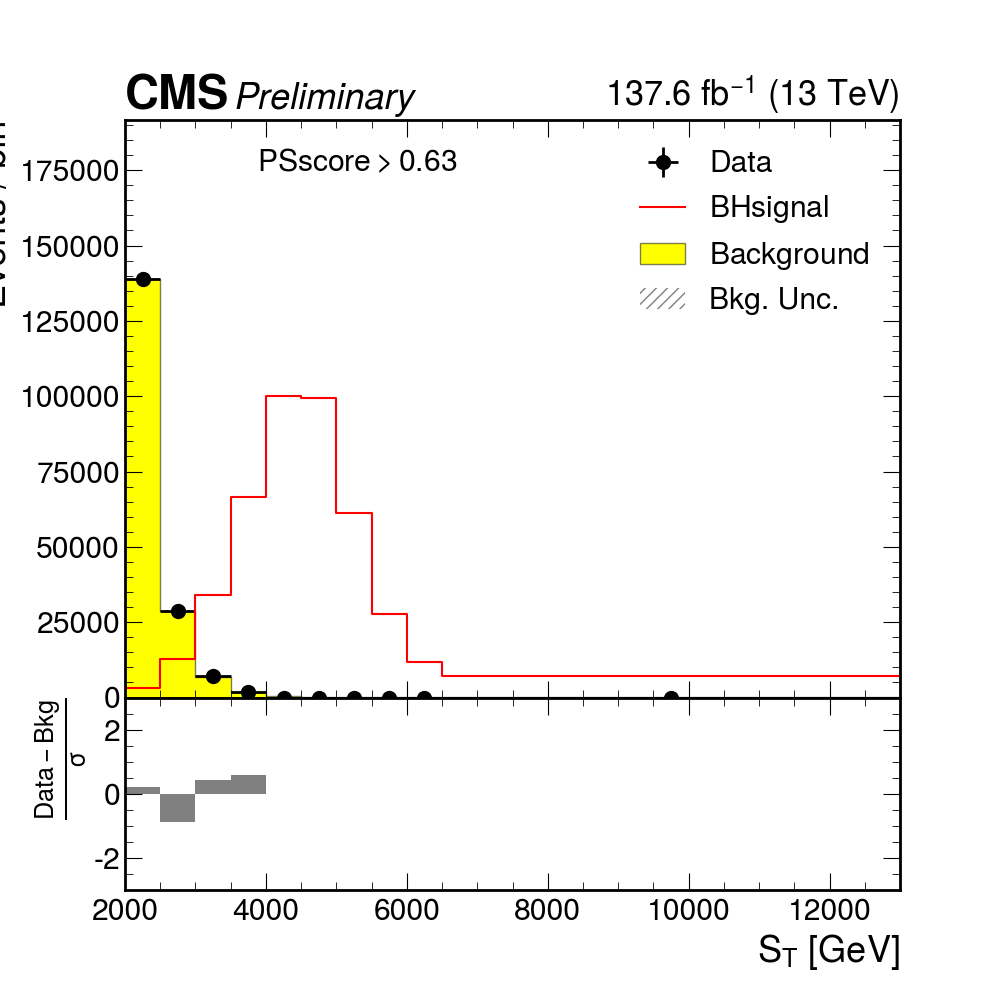 CMS Preliminary 137.6 fb⁻¹ (13 TeV)
PSscore > 0.63
Data
BHsignal
Background
Bkg. Unc.
175000
150000
125000
100000
75000
50000
25000
0
Data – Bkg
σ
2
0
-2
2000 4000 6000 8000 10000 12000
S_T [GeV]